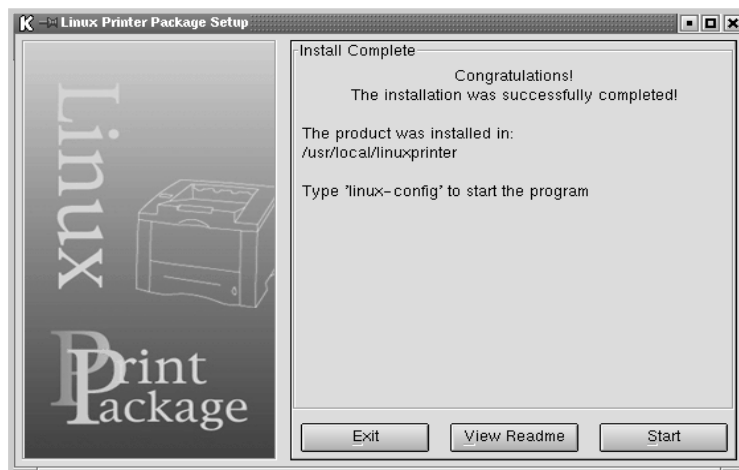 Linux Printer Package Setup
Linux
Print
Package
Install Complete
Congratulations!
The installation was successfully completed!
The product was installed in:
/usr/local/linuxprinter
Type 'linux-config' to start the program
Exit
View Readme
Start